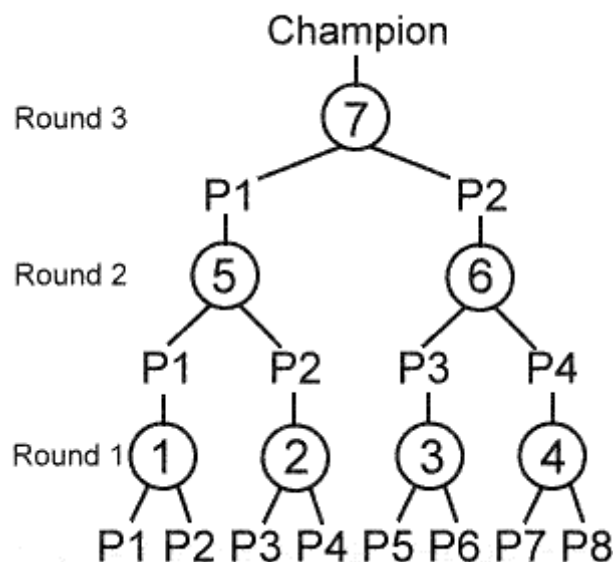 Champion
Round 3 7
P1 P2
Round 2 5 6
P1 P2 P3 P4
Round 1 1 2 3 4
P1 P2 P3 P4 P5 P6 P7 P8